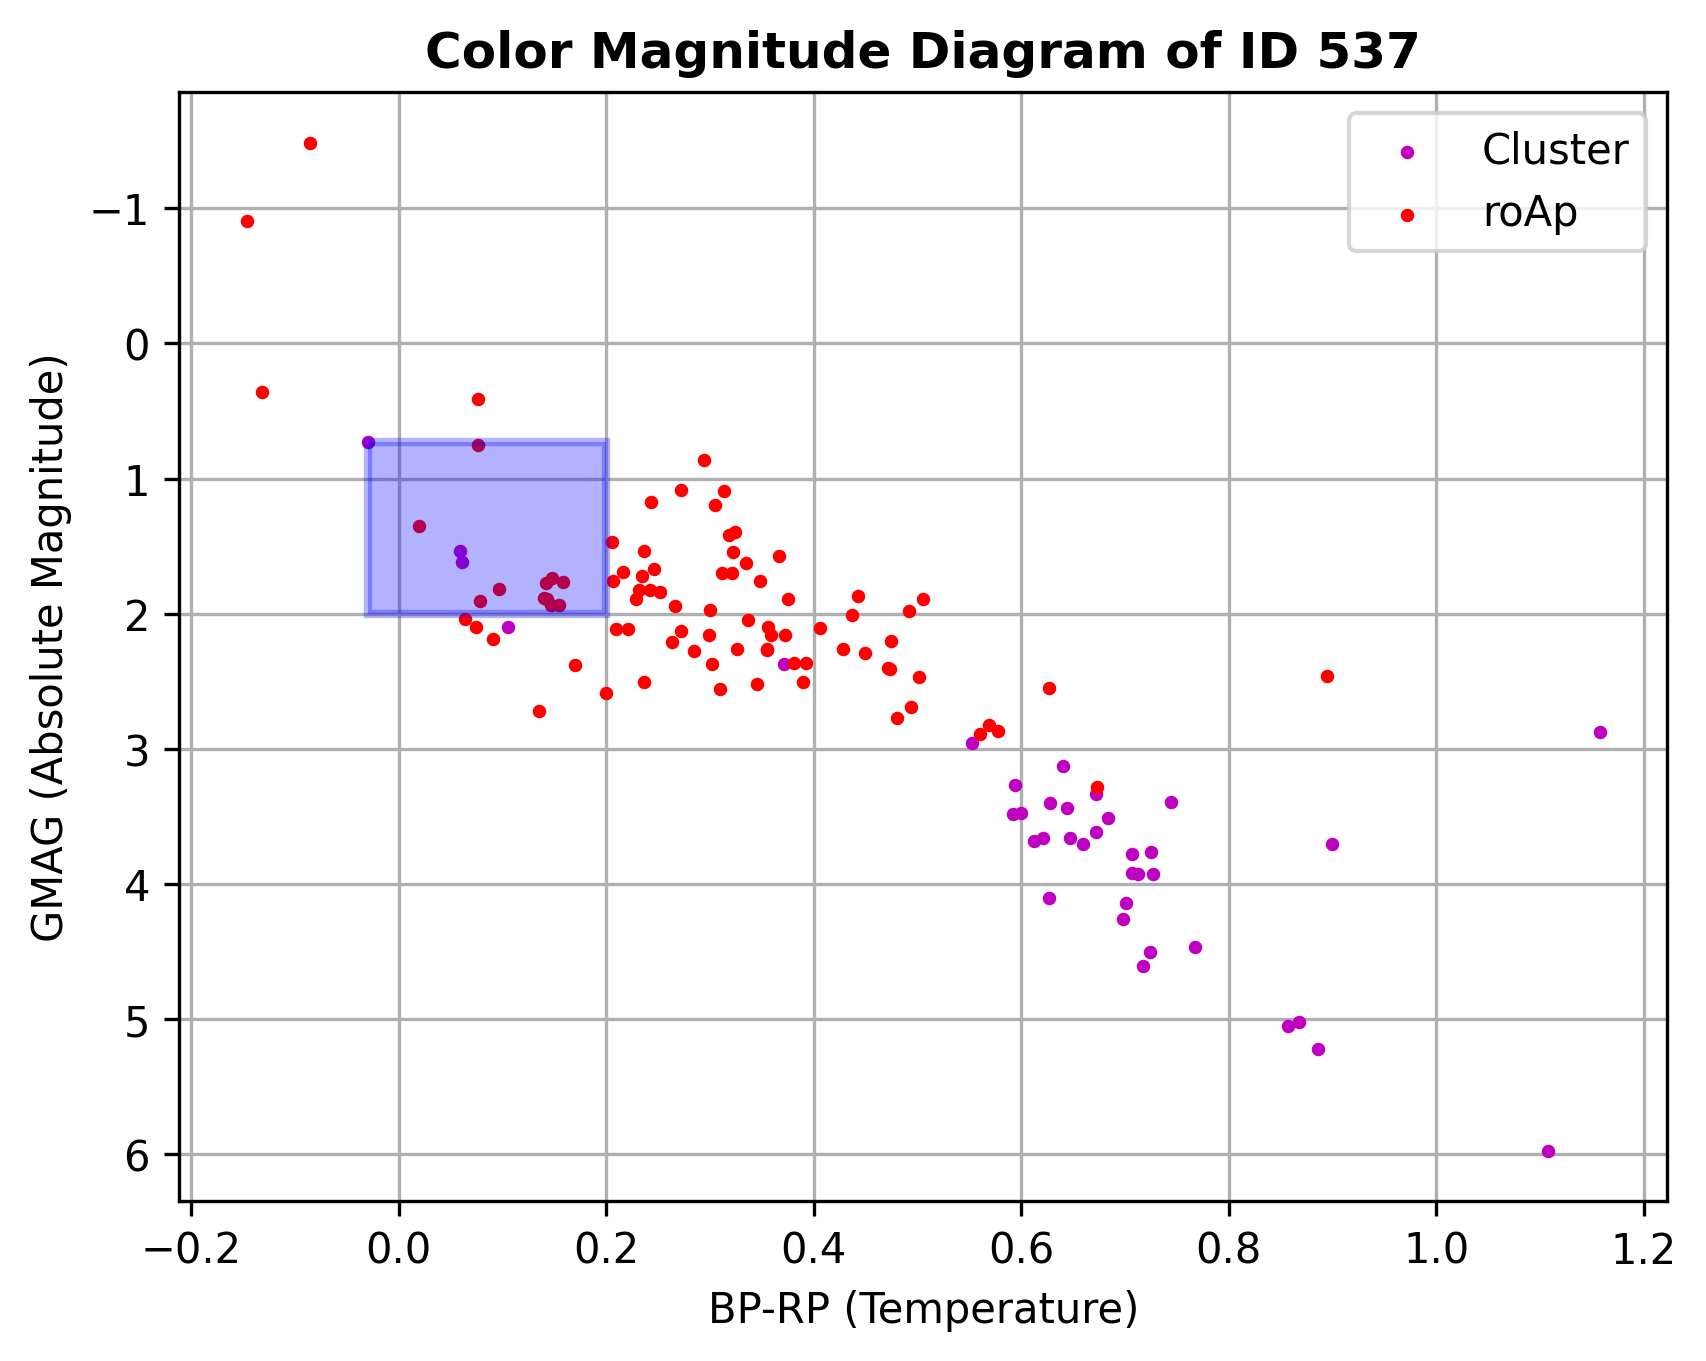 Color Magnitude Diagram of ID 537
Cluster
roAp
GMAG (Absolute Magnitude)
−1
0
1
2
3
4
5
6
−0.2 0.0 0.2 0.4 0.6 0.8 1.0 1.2
BP-RP (Temperature)